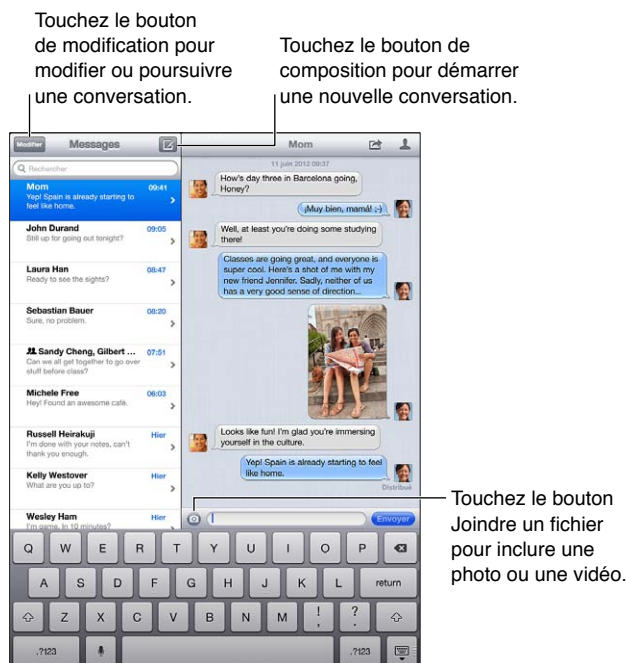 Touchez le bouton
de modification pour
modifier ou poursuivre
une conversation.
Touchez le bouton de
composition pour démarrer
une nouvelle conversation.
Modifier
Messages
Mom
Rechercher
Mom 09:41
Yep! Spain is already starting to
feel like home.
John Durand 09:05
Still up for going out tonight?
Laura Han 08:47
Ready to see the sights?
Sebastian Bauer 08:20
Sure, no problem.
Sandy Cheng, Gilbert ... 07:51
Can we all get together to go over
stuff before class?
Michele Free 06:03
Hey! Found an awesome café.
Russell Heirakuji Hier
I'm done with your notes, can't
thank you enough.
Kelly Westover Hier
What are you up to?
Wesley Ham Hier
I'm game. In 10 minutes?
11 juin 2012 09:37
How's day three in Barcelona going,
Honey?
¡Muy bien, mamá! ;-)
Well, at least you're doing some studying
there!
Classes are going great, and everyone is
super cool. Here's a shot of me with my
new friend Jennifer. Sadly, neither of us
has a very good sense of direction...
Looks like fun! I'm glad you're immersing
yourself in the culture.
Yep! Spain is already starting to feel
like home.
Distribué
Envoyer
Touchez le bouton
Joindre un fichier
pour inclure une
photo ou une vidéo.
Q W E R T Y U I O P
A S D F G H J K L return
Z X C V B N M ! , ? .
.?123 .?123